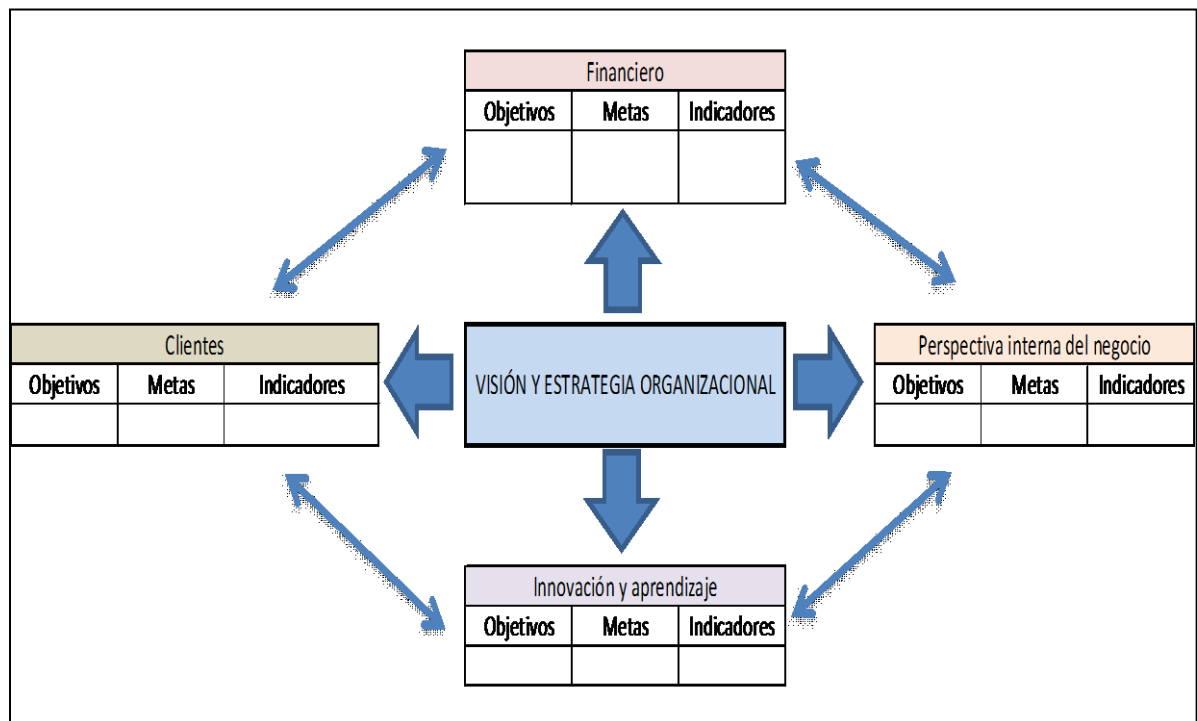 Financiero
Objetivos Metas Indicadores
Clientes
Objetivos Metas Indicadores
VISIÓN Y ESTRATEGIA ORGANIZACIONAL
Perspectiva interna del negocio
Objetivos Metas Indicadores
Innovación y aprendizaje
Objetivos Metas Indicadores